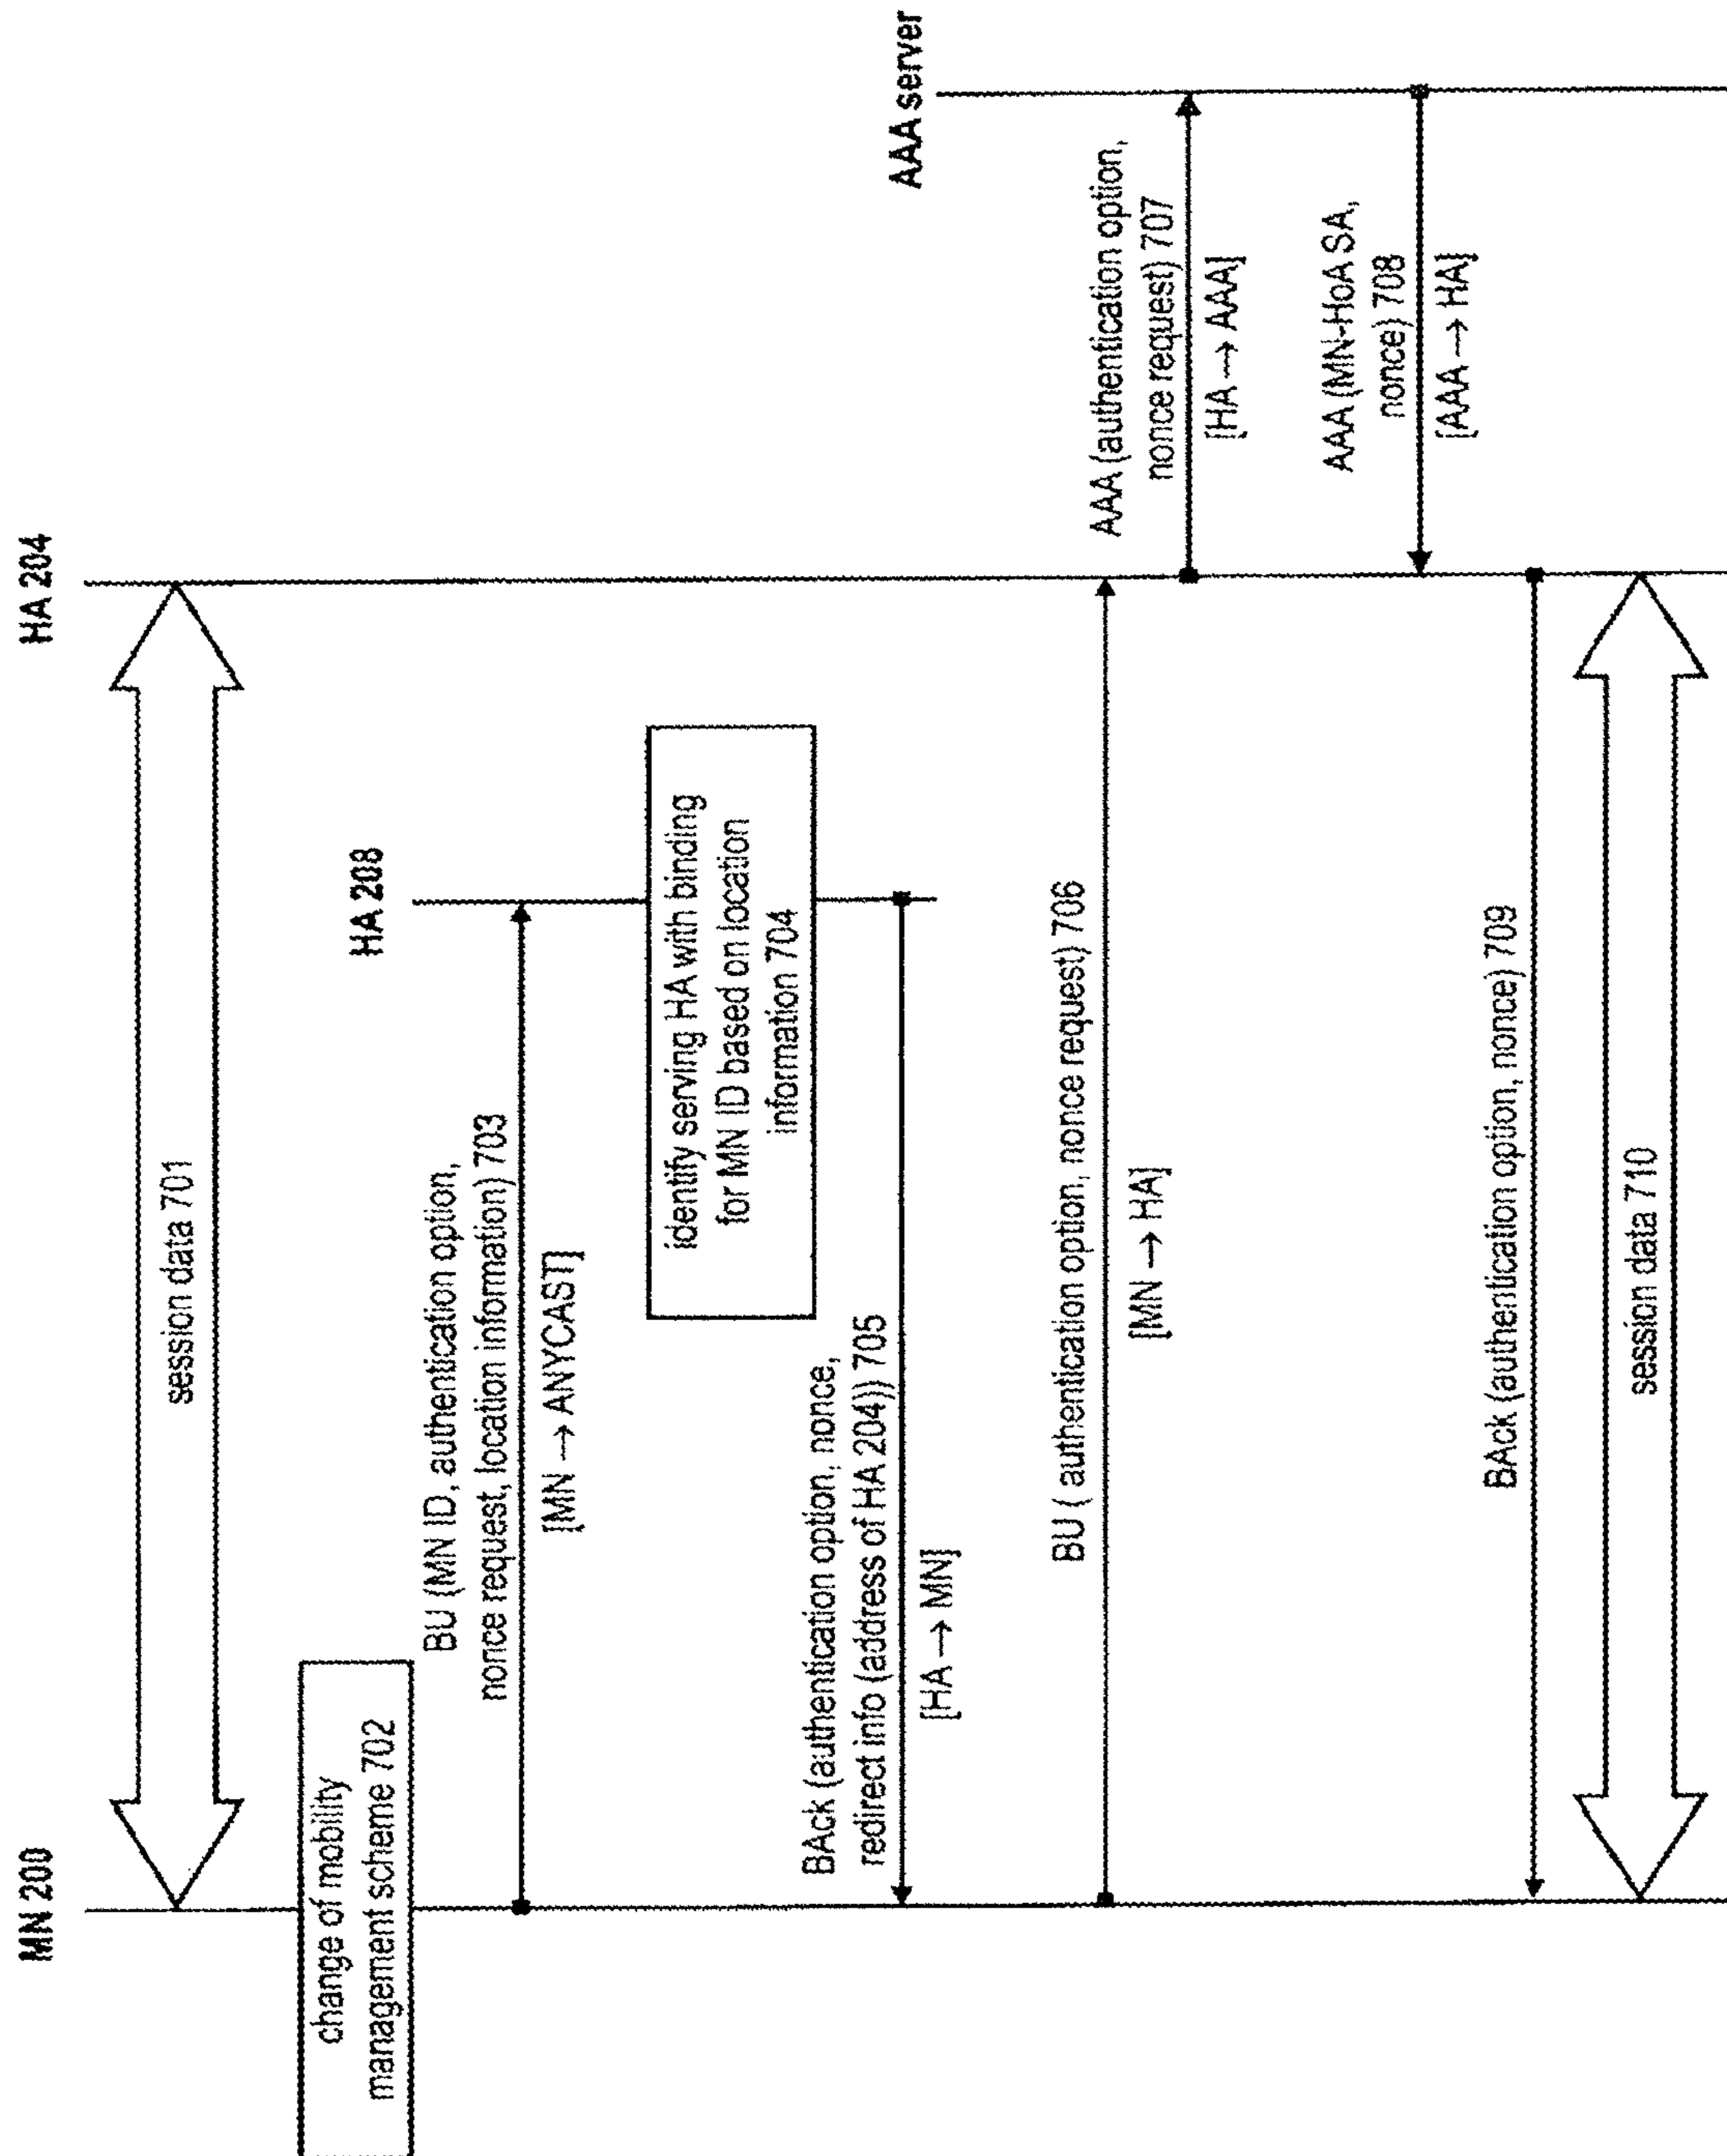 MN 200
HA 204
session data 701
change of mobility
management scheme 702
HA 208
BU (MN ID, authentication option,
nonce request, location information) 703
[MN → ANYCAST]
identify serving HA with binding
for MN ID based on location
information 704
BAck (authentication option, nonce,
redirect info (address of HA 204)) 705
[HA → MN]
AAA server
BU ( authentication option, nonce request) 706
[MN → HA]
AAA (authentication option,
nonce request) 707
[HA → AAA]
AAA (MN-HoA SA,
nonce) 708
[AAA → HA]
BAck (authentication option, nonce) 709
session data 710